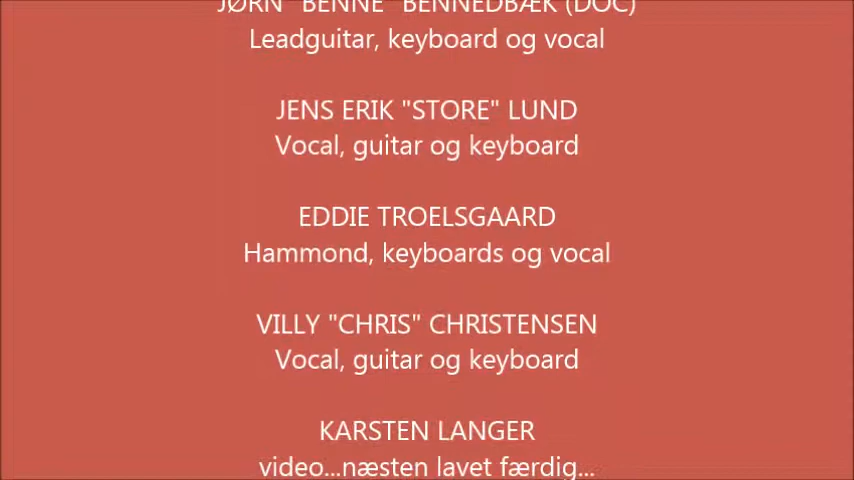 JØRN "BENNE" BENNEDBÆK (DOC)
Leadguitar, keyboard og vocal
JENS ERIK "STORE" LUND
Vocal, guitar og keyboard
EDDIE TROELSGAARD
Hammond, keyboards og vocal
VILLY "CHRIS" CHRISTENSEN
Vocal, guitar og keyboard
KARSTEN LANGER
video...næsten lavet færdig...